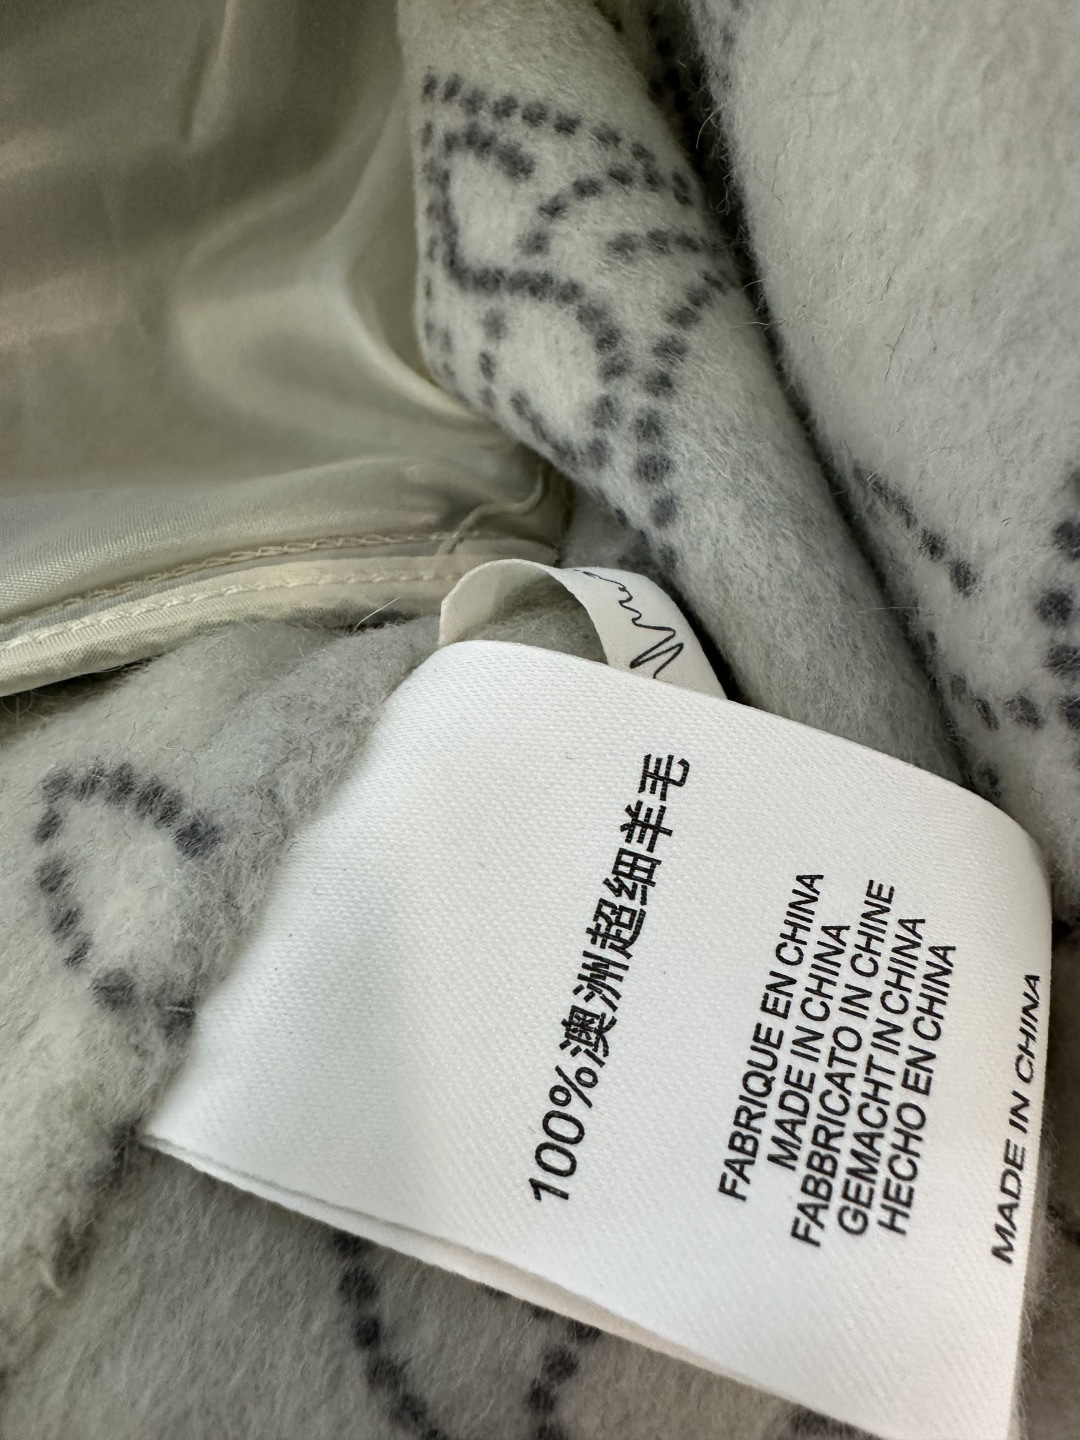 100%澳洲超细羊毛
FABRIQUE EN CHINA
MADE IN CHINA
FABBRICATO IN CHINE
GEMACHT IN CHINA
HECHO EN CHINA
MADE IN CHINA